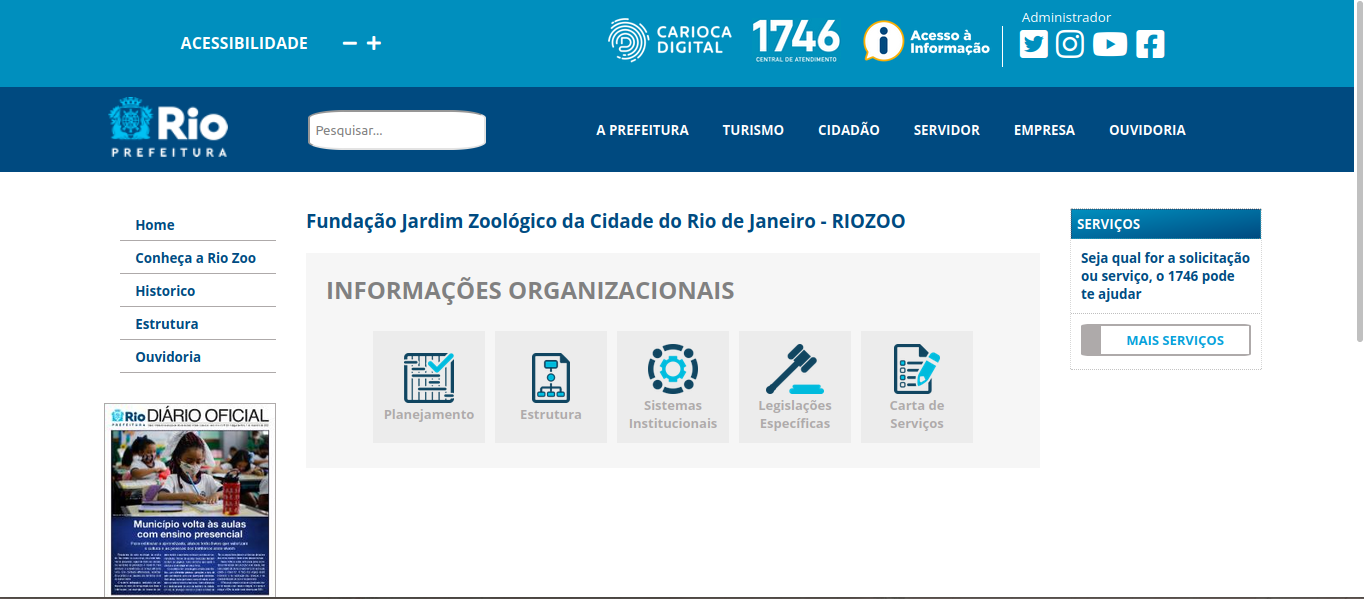 ACESSIBILIDADE
CARIOCA
DIGITAL
1746
CENTRAL DE ATENDIMENTO
Acesso à
Informação
Administrador
Rio
PREFEITURA
Pesquisar...
A PREFEITURA
TURISMO
CIDADÃO
SERVIDOR
EMPRESA
OUVIDORIA
Home
Conheça a Rio Zoo
Historico
Estrutura
Ouvidoria
Fundação Jardim Zoológico da Cidade do Rio de Janeiro - RIOZOO
INFORMAÇÕES ORGANIZACIONAIS
Planejamento
Estrutura
Sistemas
Institucionais
Legislações
Específicas
Carta de
Serviços
SERVIÇOS
Seja qual for a solicitação
ou serviço, o 1746 pode
te ajudar
MAIS SERVIÇOS
Rio DIÁRIO OFICIAL
PREFEITURA
Município volta às aulas
com ensino presencial